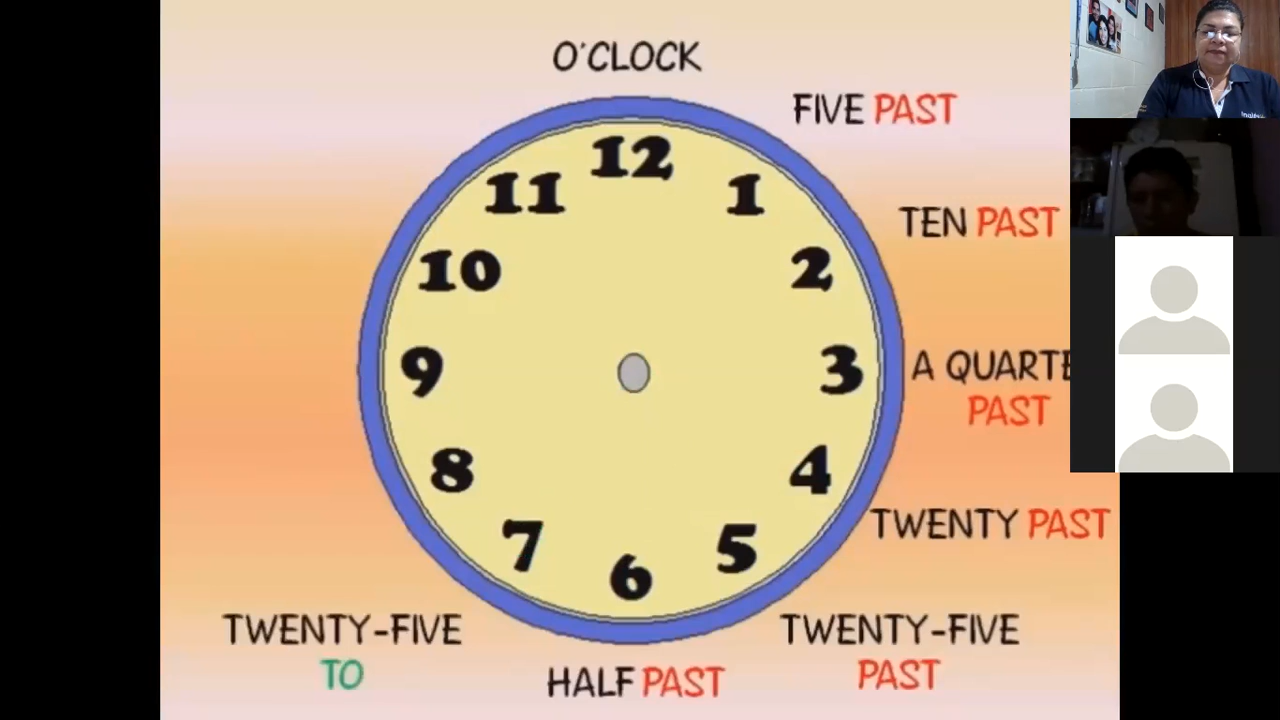 O'CLOCK
FIVE PAST
TEN PAST
A QUARTE
PAST
TWENTY PAST
TWENTY-FIVE
PAST
HALF PAST
TWENTY-FIVE
TO
12
1
2
3
4
5
6
7
8
9
10
11